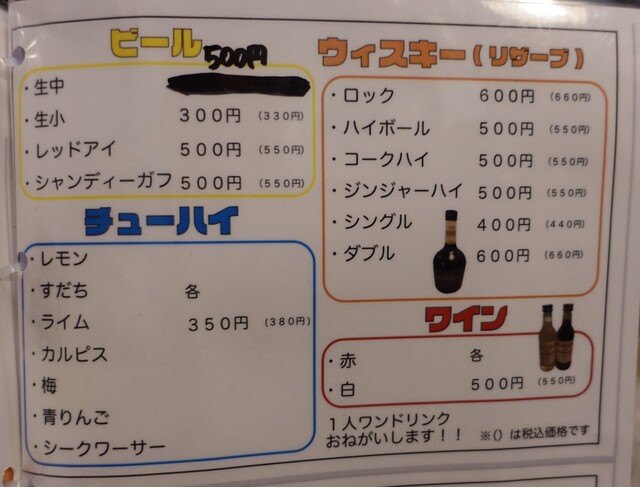 ビール
500円
・生中
・生小 300円 (330円)
・レッドアイ 500円 (550円)
・シャンディーガフ 500円 (550円)
チューハイ
・レモン
・すだち 各
・ライム 350円 (380円)
・カルピス
・梅
・青りんご
・シークワーサー
ウィスキー(リザーブ)
・ロック 600円 (660円)
・ハイボール 500円 (550円)
・コークハイ 500円 (550円)
・ジンジャーハイ 500円 (550円)
・シングル 400円 (440円)
・ダブル 600円 (660円)
ワイン
・赤 各
・白 500円 (550円)
1人ワンドリンク
おねがいします!! ※()は税込価格です